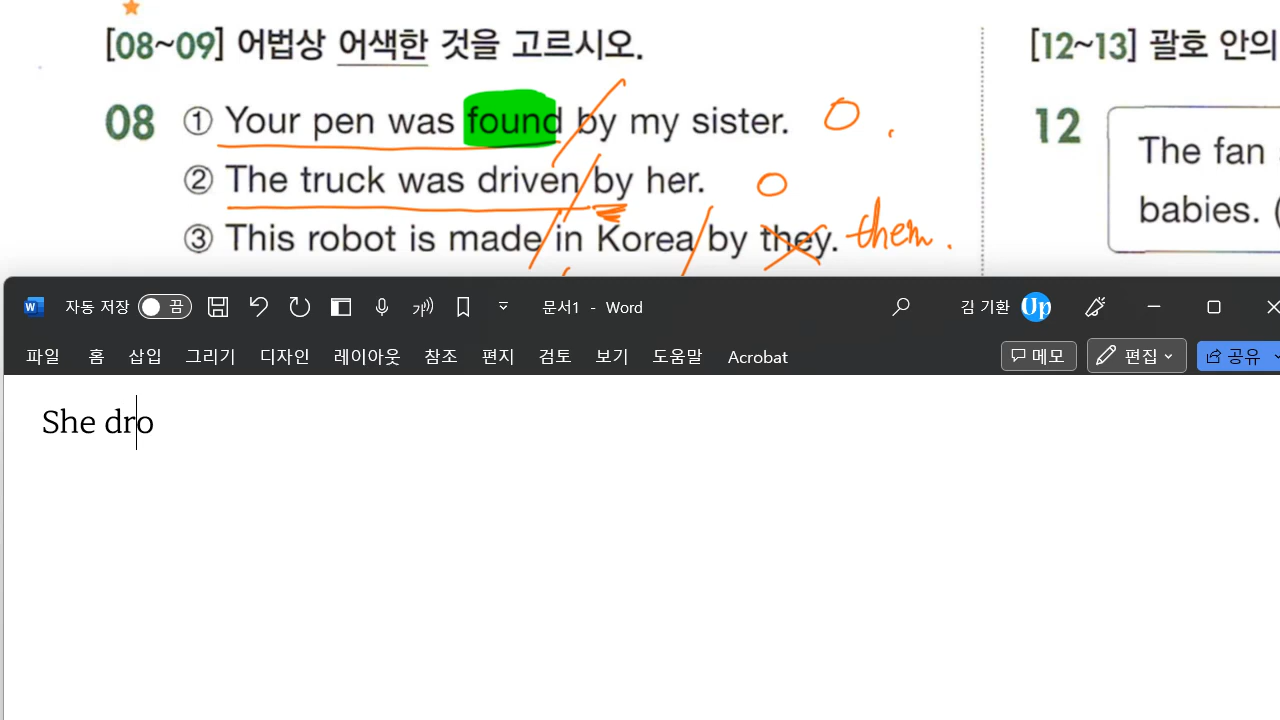 [08~09] 어법상 어색한 것을 고르시오.
08 ① Your pen was found by my sister. O .
② The truck was driven by her. O
③ This robot is made in Korea by they. them.
[12~13] 괄호 안의
12
The fan
babies. (
자동 저장 끔 가 문서1 - Word 김 기환 Up
파일 홈 삽입 그리기 디자인 레이아웃 참조 편지 검토 보기 도움말 Acrobat 메모 편집 공유
She dro